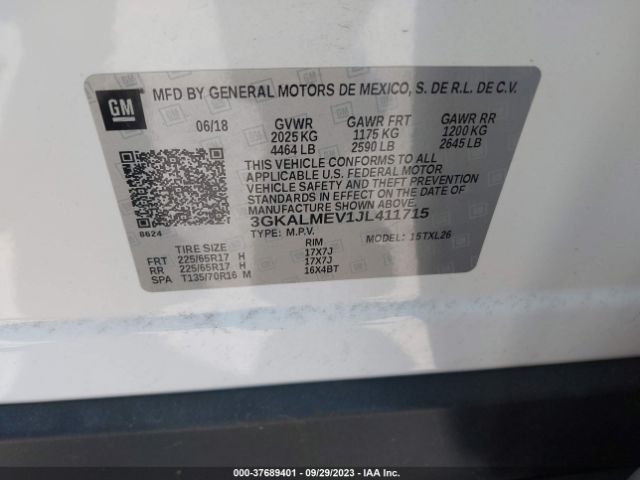 GM
MFD BY GENERAL MOTORS DE MEXICO, S. DE R.L. DE C.V.
06/18 GVWR GAWR FRT GAWR RR
2025 KG 1175 KG 1200 KG
4464 LB 2590 LB 2645 LB
THIS VEHICLE CONFORMS TO ALL
APPLICABLE U.S. FEDERAL MOTOR
VEHICLE SAFETY AND THEFT PREVENTION
STANDARDS IN EFFECT ON THE DATE OF
MANUFACTURE SHOWN ABOVE.
3GKALMEV1JL411715
8624
TYPE: M.P.V. MODEL: 15TXL26
TIRE SIZE RIM
FRT 225/65R17 H 17X7J
RR 225/65R17 H 17X7J
SPA T135/70R16 M 16X4BT
000-37689401 - 09/29/2023 - IAA Inc.